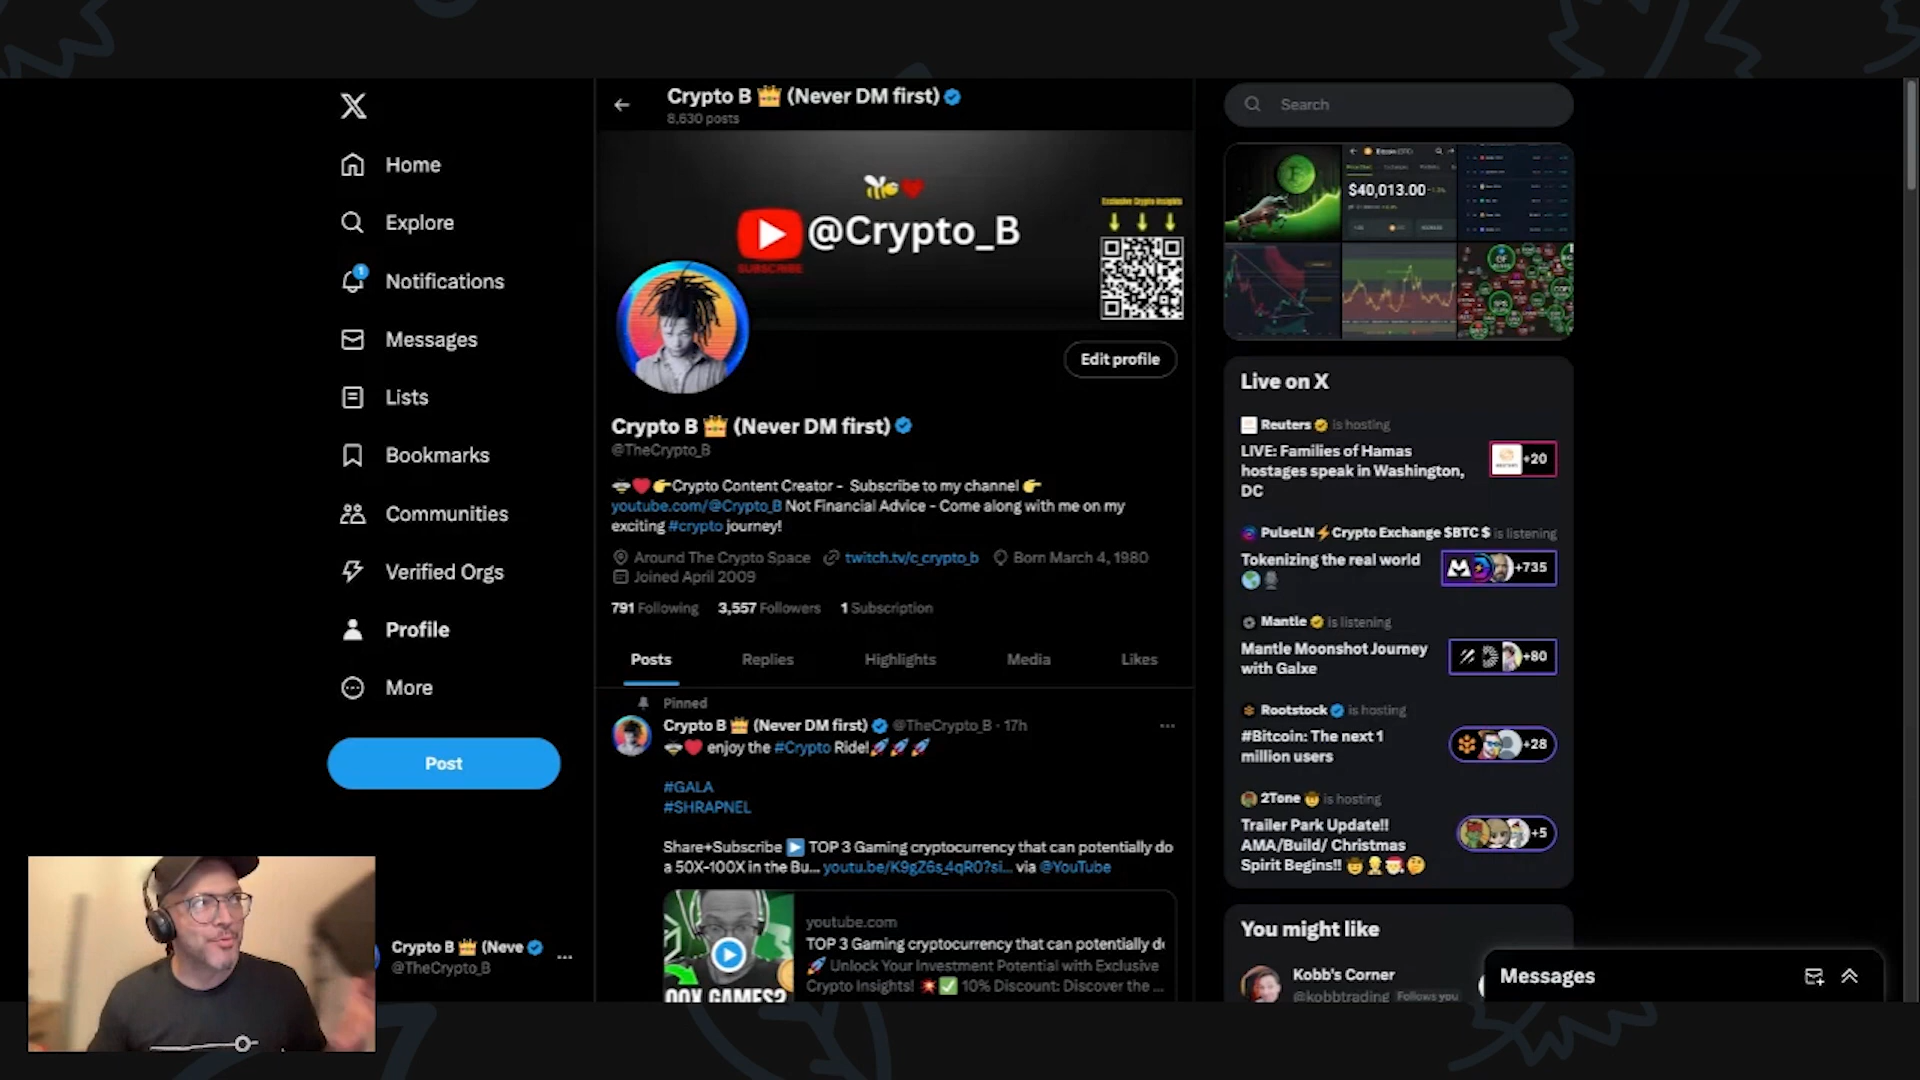 Home
Explore
1
Notifications
Messages
Lists
Bookmarks
Communities
Verified Orgs
Profile
More
Post
Crypto B 👑 (Neve
@TheCrypto_B
Crypto B 👑 (Never DM first)
8,630 posts
@Crypto_B
SUBSCRIBE
Exclusive Crypto Insights
Edit profile
Crypto B 👑 (Never DM first)
@TheCrypto_B
🐝❤️👉Crypto Content Creator - Subscribe to my channel 👉
youtube.com/@Crypto_B Not Financial Advice - Come along with me on my
exciting #crypto journey!
Around The Crypto Space twitch.tv/c_crypto_b Born March 4, 1980
Joined April 2009
791 Following 3,557 Followers 1 Subscription
Posts Replies Highlights Media Likes
Pinned
Crypto B 👑 (Never DM first) @TheCrypto_B · 17h
🐝❤️ enjoy the #Crypto Ride!🚀🚀🚀
#GALA
#SHRAPNEL
Share+Subscribe ▶️ TOP 3 Gaming cryptocurrency that can potentially do
a 50X-100X in the Bu... youtu.be/K9gZ6s_4qR0?si... via @YouTube
00X GAMES?
youtube.com
TOP 3 Gaming cryptocurrency that can potentially d
🚀 Unlock Your Investment Potential with Exclusive
Crypto Insights! 💥✅ 10% Discount: Discover the ...
Search
$40,013.00
Live on X
Reuters is hosting
LIVE: Families of Hamas
hostages speak in Washington,
DC
+20
PulseLN⚡Crypto Exchange $BTC $ is listening
Tokenizing the real world
🌎🎙️
+735
Mantle is listening
Mantle Moonshot Journey
with Galxe
+80
Rootstock is hosting
#Bitcoin: The next 1
million users
+28
2Tone 🤠 is hosting
Trailer Park Update!!
AMA/Build/ Christmas
Spirit Begins!! 🤠👷🎅🤔
+5
You might like
Kobb's Corner
@kobbtrading Follows you
Messages